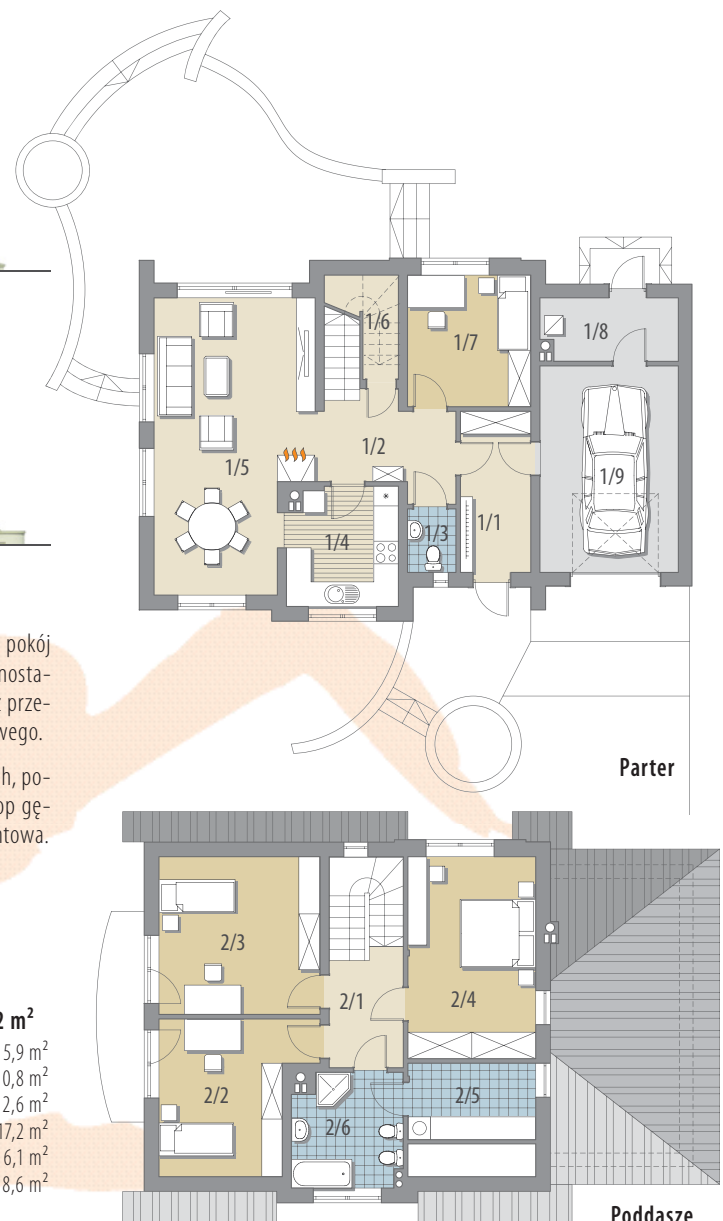 1/6
1/7
1/8
1/2
1/5
1/9
1/3
1/1
1/4
pokój
nosta-
prze-
wego.
h, po-
op gę-
towa.
Parter
2/3
2/1
2/4
2/2
2/5
2/6
2 m²
5,9 m²
0,8 m²
2,6 m²
17,2 m²
6,1 m²
8,6 m²
Poddasze